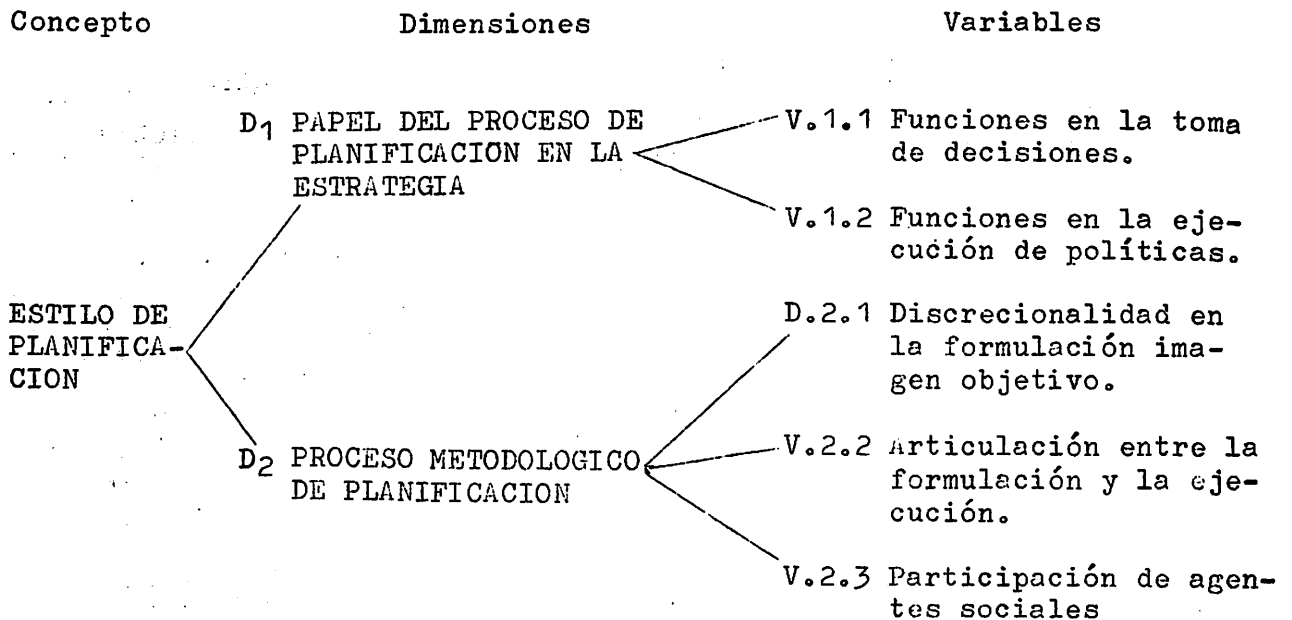 Concepto Dimensiones Variables
D1 PAPEL DEL PROCESO DE
PLANIFICACION EN LA
ESTRATEGIA
V.1.1 Funciones en la toma
de decisiones.
V.1.2 Funciones en la eje-
cución de políticas.
ESTILO DE
PLANIFICA-
CION
D2 PROCESO METODOLOGICO
DE PLANIFICACION
D.2.1 Discrecionalidad en
la formulación ima-
gen objetivo.
V.2.2 Articulación entre la
formulación y la eje-
cución.
V.2.3 Participación de agen-
tes sociales